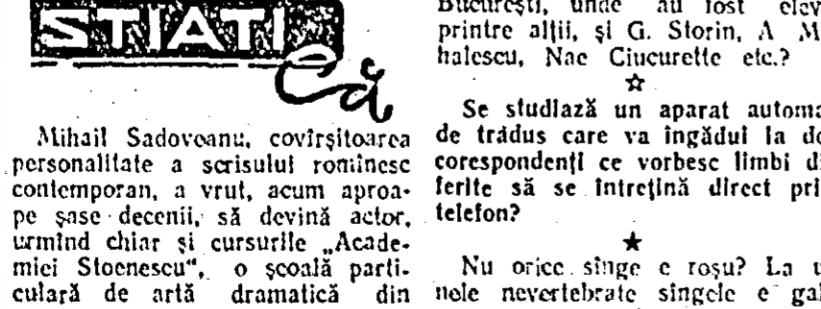 ȘTIAȚI
Că
Mihail Sadoveanu, covîrșitoarea
personalitate a scrisului romînesc
contemporan, a vrut, acum aproa-
pe șase decenii, să devină actor,
urmînd chiar și cursurile „Acade-
miei Stoenescu“, o școală parti-
culară de artă dramatică din
București, unde au fost elev
printre alții, și G. Storin, A M
halescu, Nae Ciucurette etc.?
☆
Se studiază un aparat automa
de tradus care va îngădui la do
corespondenți ce vorbesc limbi di
ferite să se întrețină direct pri
telefon?
★
Nu orice sînge e roșu? La u
nele nevertebrate sîngele e gal